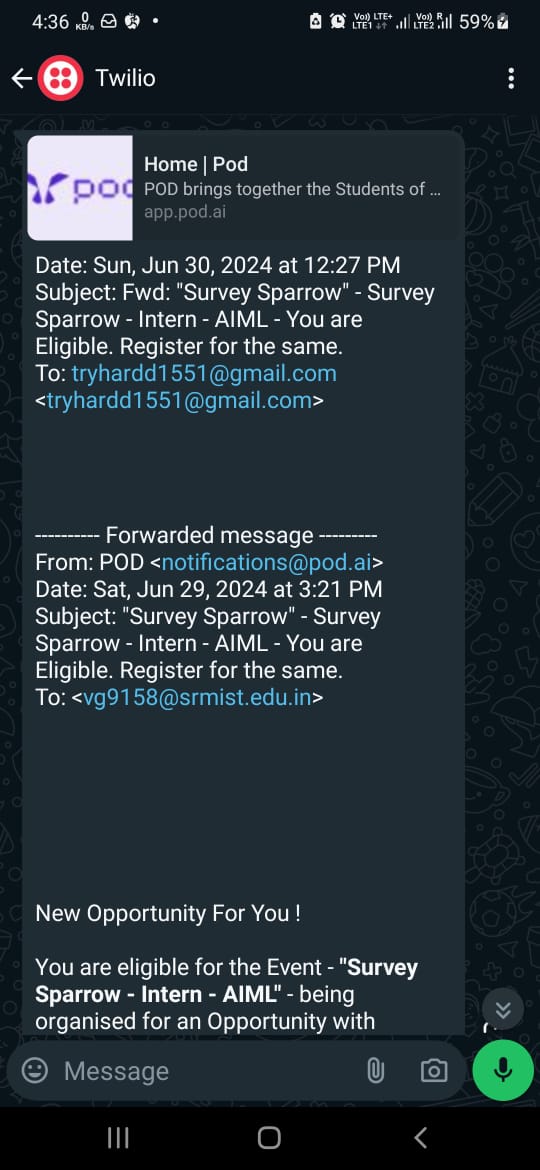 4:36 0 KB/s Vo)) LTE+ LTE1 Vo)) R LTE2 59%
Twilio
pod
Home | Pod
POD brings together the Students of ...
app.pod.ai
Date: Sun, Jun 30, 2024 at 12:27 PM
Subject: Fwd: "Survey Sparrow" - Survey
Sparrow - Intern - AIML - You are
Eligible. Register for the same.
To: tryhardd1551@gmail.com
<tryhardd1551@gmail.com>
---------- Forwarded message ---------
From: POD <notifications@pod.ai>
Date: Sat, Jun 29, 2024 at 3:21 PM
Subject: "Survey Sparrow" - Survey
Sparrow - Intern - AIML - You are
Eligible. Register for the same.
To: <vg9158@srmist.edu.in>
New Opportunity For You !
You are eligible for the Event - "Survey
Sparrow - Intern - AIML" - being
organised for an Opportunity with
Message